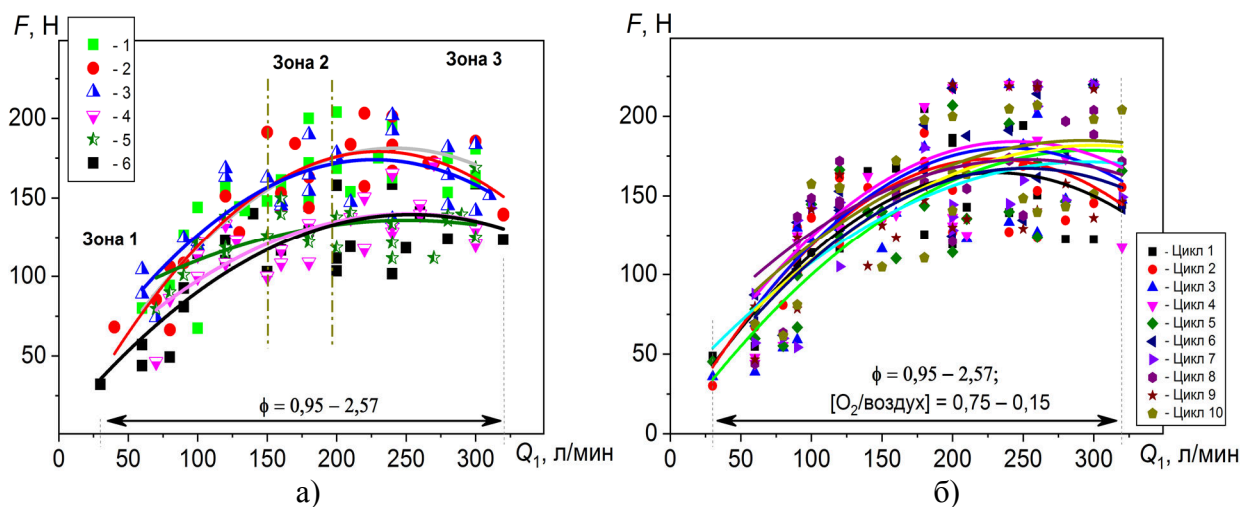 F, Н
- 1
- 2
- 3
- 4
- 5
- 6
Зона 1
Зона 2
Зона 3
200
150
100
50
0
ϕ = 0,95 – 2,57
0 50 100 150 200 250 300 Q1, л/мин
а)
F, Н
200
150
100
50
0
ϕ = 0,95 – 2,57;
[O2/воздух] = 0,75 – 0,15
0 50 100 150 200 250 300 Q1, л/мин
- Цикл 1
- Цикл 2
- Цикл 3
- Цикл 4
- Цикл 5
- Цикл 6
- Цикл 7
- Цикл 8
- Цикл 9
- Цикл 10
б)